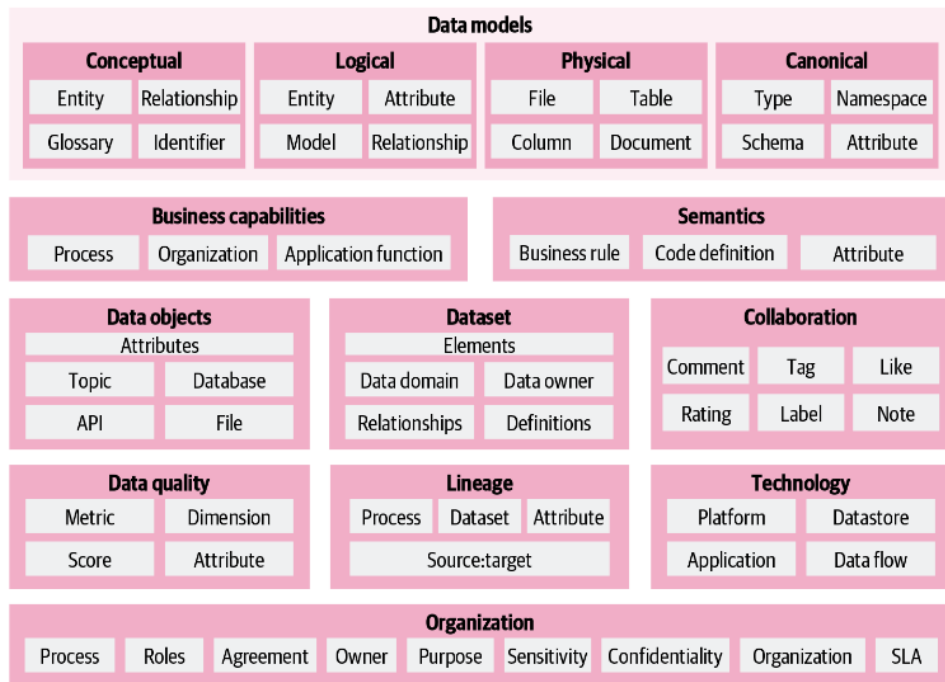 Data models
Conceptual
Logical
Physical
Canonical
Entity Relationship
Entity Attribute
File Table
Type Namespace
Glossary Identifier
Model Relationship
Column Document
Schema Attribute
Business capabilities
Process Organization Application function
Semantics
Business rule Code definition Attribute
Data objects
Attributes
Topic Database
API File
Dataset
Elements
Data domain Data owner
Relationships Definitions
Collaboration
Comment Tag Like
Rating Label Note
Data quality
Metric Dimension
Score Attribute
Lineage
Process Dataset Attribute
Source:target
Technology
Platform Datastore
Application Data flow
Organization
Process Roles Agreement Owner Purpose Sensitivity Confidentiality Organization SLA